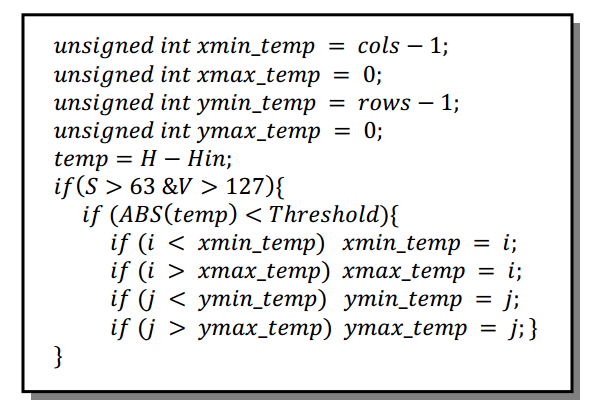 unsigned int xmin_temp = cols − 1;
unsigned int xmax_temp = 0;
unsigned int ymin_temp = rows − 1;
unsigned int ymax_temp = 0;
temp = H − Hin;
if(S > 63 &V > 127){
if (ABS(temp) < Threshold){
if (i < xmin_temp) xmin_temp = i;
if (i > xmax_temp) xmax_temp = i;
if (j < ymin_temp) ymin_temp = j;
if (j > ymax_temp) ymax_temp = j;}
}